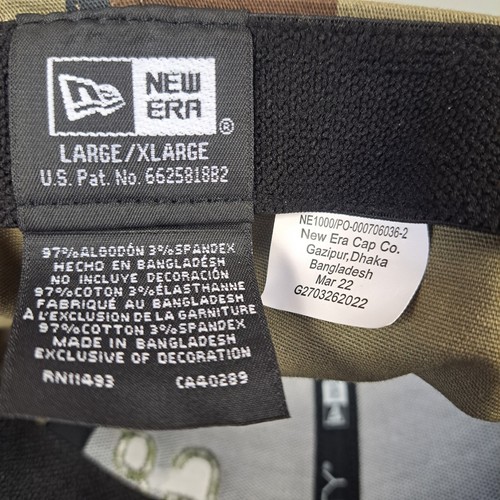 NEW
ERA®
LARGE/XLARGE
U.S. Pat. No. 6625818B2
97%ALGODÓN 3%SPANDEX
HECHO EN BANGLADÉSH
NO INCLUYE DECORACIÓN
97%COTON 3%ÉLASTHANNE
FABRIQUÉ AU BANGLADESH
À L'EXCLUSION DE LA GARNITURE
97%COTTON 3%SPANDEX
MADE IN BANGLADESH
EXCLUSIVE OF DECORATION
RN11493 CA40289
NE1000/PO-000706036-2
New Era Cap Co.
Gazipur,Dhaka
Bangladesh
Mar 22
G2703262022